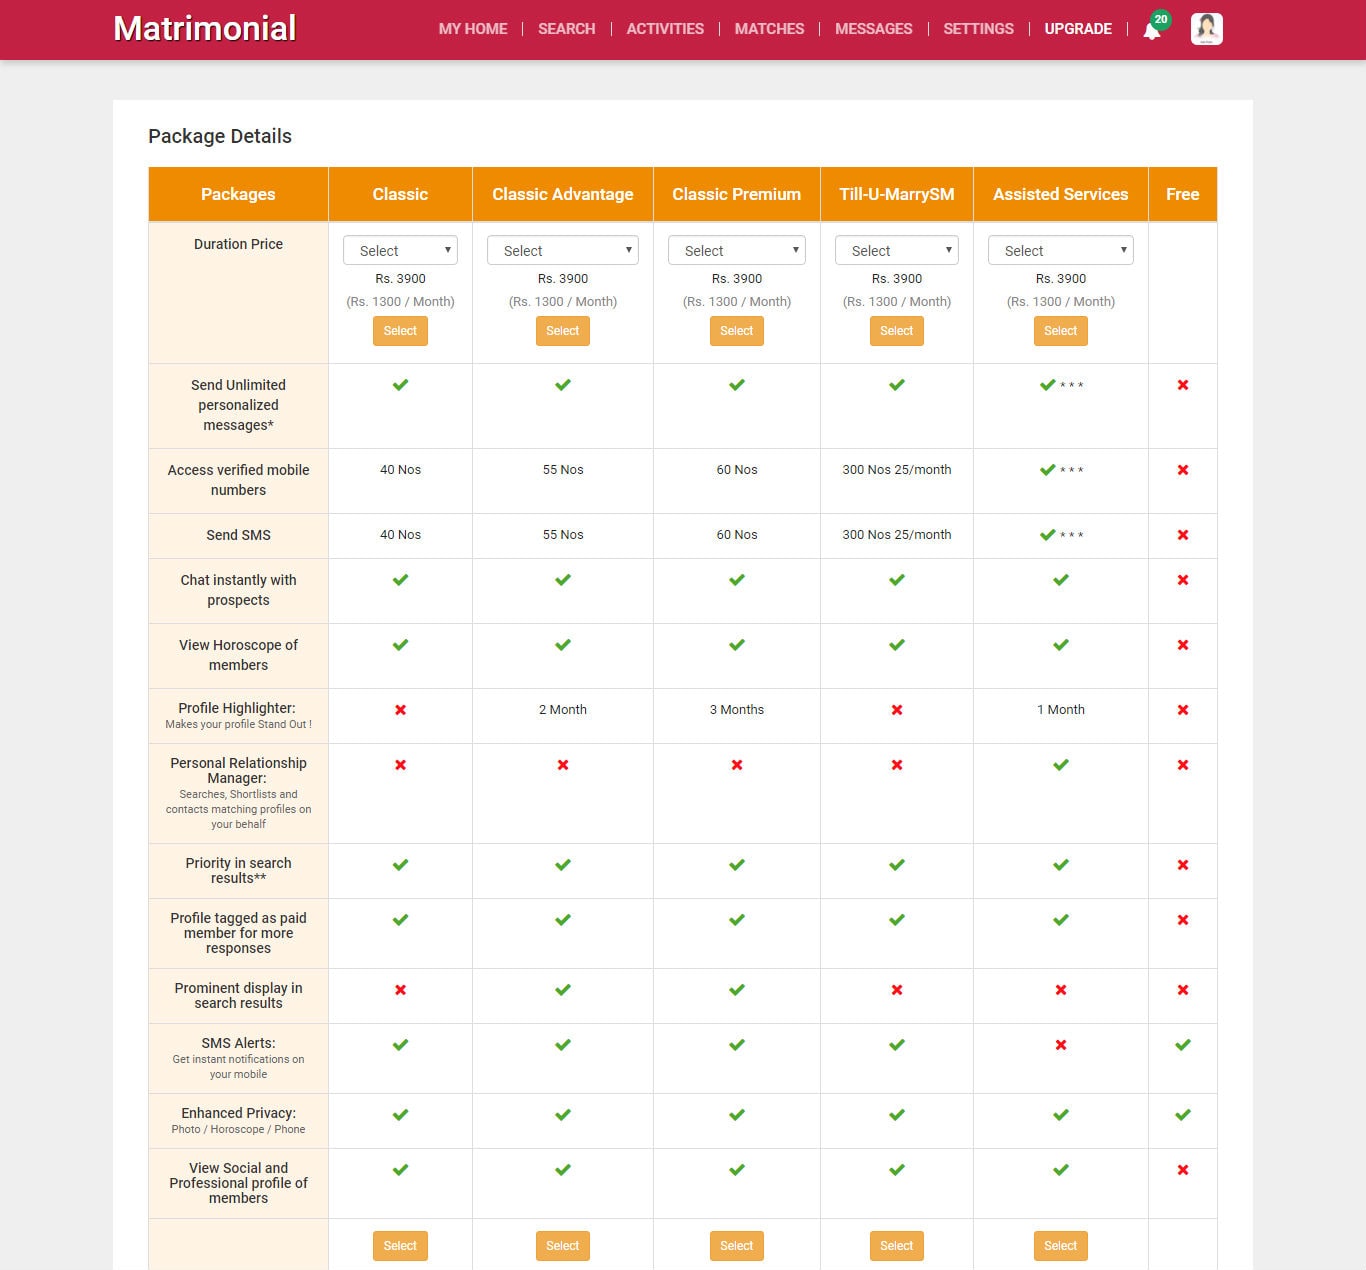 Matrimonial
MY HOME | SEARCH | ACTIVITIES | MATCHES | MESSAGES | SETTINGS | UPGRADE | 20
Package Details
Packages Classic Classic Advantage Classic Premium Till-U-MarrySM Assisted Services Free
Duration Price Select Select Select Select Select
Rs. 3900 Rs. 3900 Rs. 3900 Rs. 3900 Rs. 3900
(Rs. 1300 / Month) (Rs. 1300 / Month) (Rs. 1300 / Month) (Rs. 1300 / Month) (Rs. 1300 / Month)
Select Select Select Select Select
Send Unlimited * * *
personalized
messages*
Access verified mobile 40 Nos 55 Nos 60 Nos 300 Nos 25/month * * *
numbers
Send SMS 40 Nos 55 Nos 60 Nos 300 Nos 25/month * * *
Chat instantly with
prospects
View Horoscope of
members
Profile Highlighter: 2 Month 3 Months 1 Month
Makes your profile Stand Out !
Personal Relationship
Manager:
Searches, Shortlists and
contacts matching profiles on
your behalf
Priority in search
results**
Profile tagged as paid
member for more
responses
Prominent display in
search results
SMS Alerts:
Get instant notifications on
your mobile
Enhanced Privacy:
Photo / Horoscope / Phone
View Social and
Professional profile of
members
Select Select Select Select Select